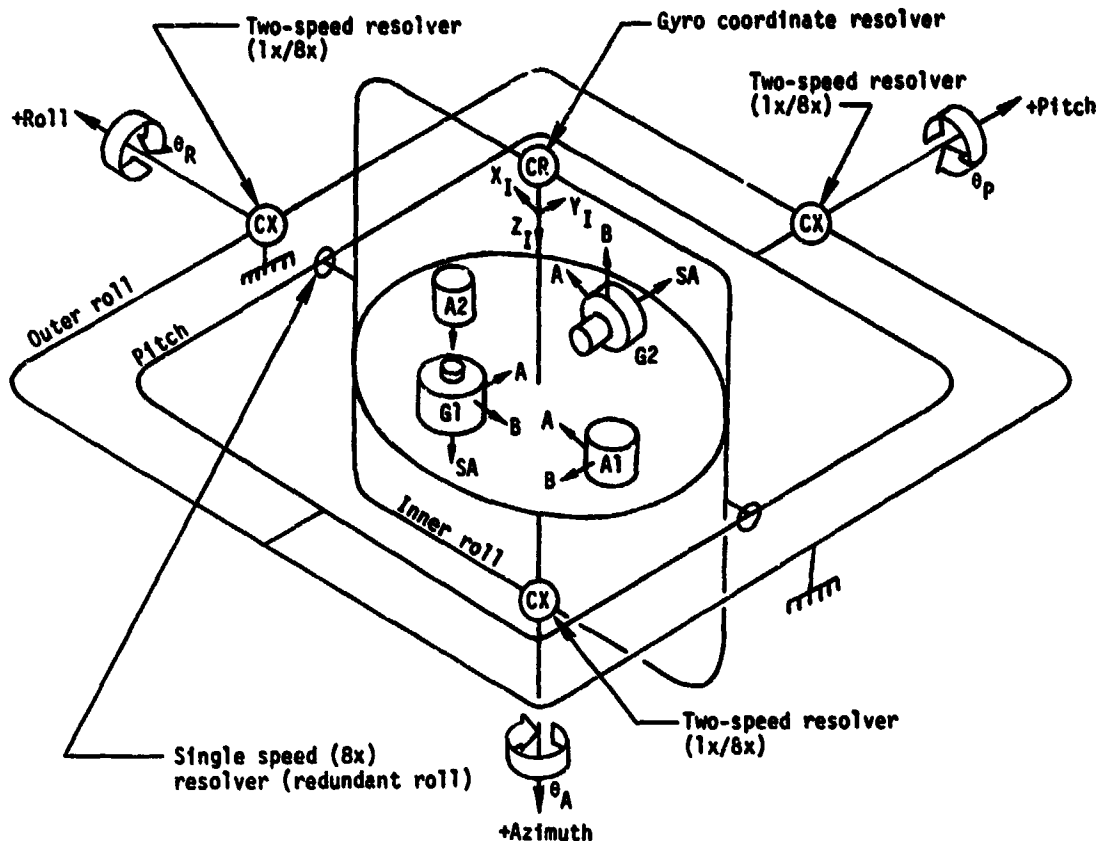 Two-speed resolver
(1x/8x)
Gyro coordinate resolver
Two-speed resolver
(1x/8x)
+Roll
θR
+Pitch
θP
CX
CR
CX
XI
YI
ZI
B
A
SA
A2
G2
Outer roll
Pitch
A
G1
B
SA
A
A1
B
Inner roll
CX
Two-speed resolver
(1x/8x)
Single speed (8x)
resolver (redundant roll)
θA
+Azimuth